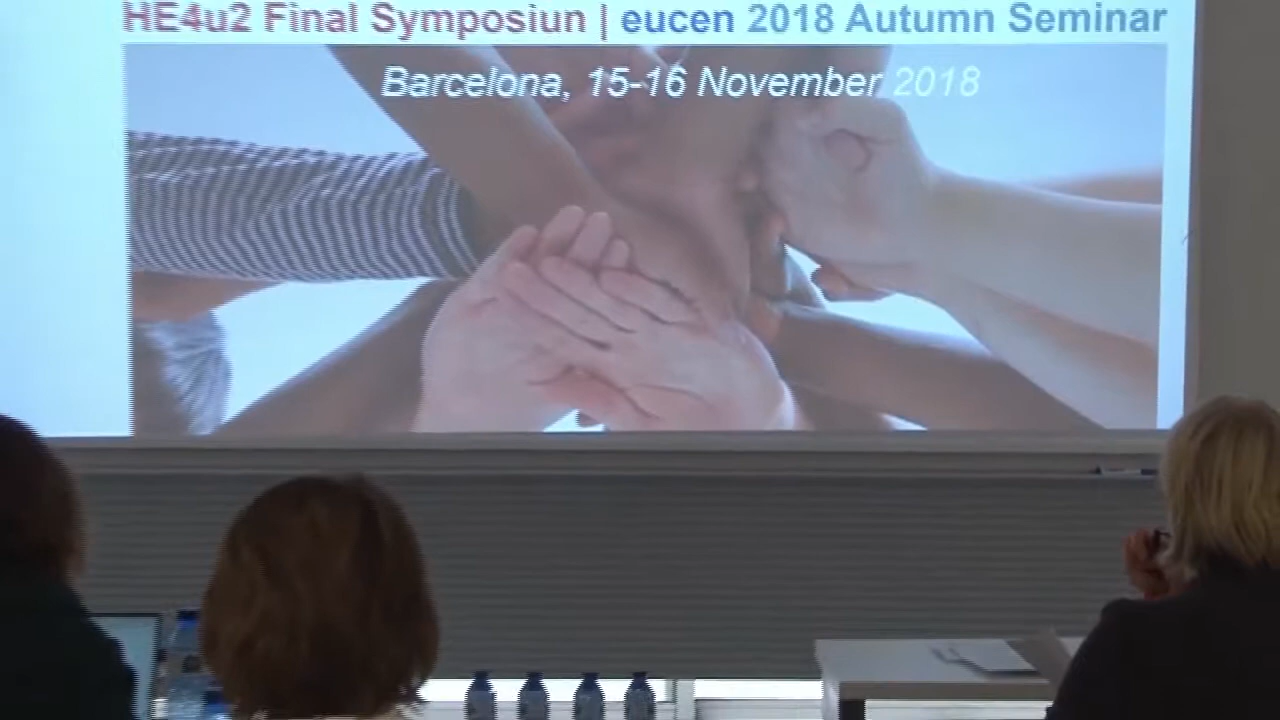 HE4u2 Final Symposiun | eucen 2018 Autumn Seminar
Barcelona, 15-16 November 2018